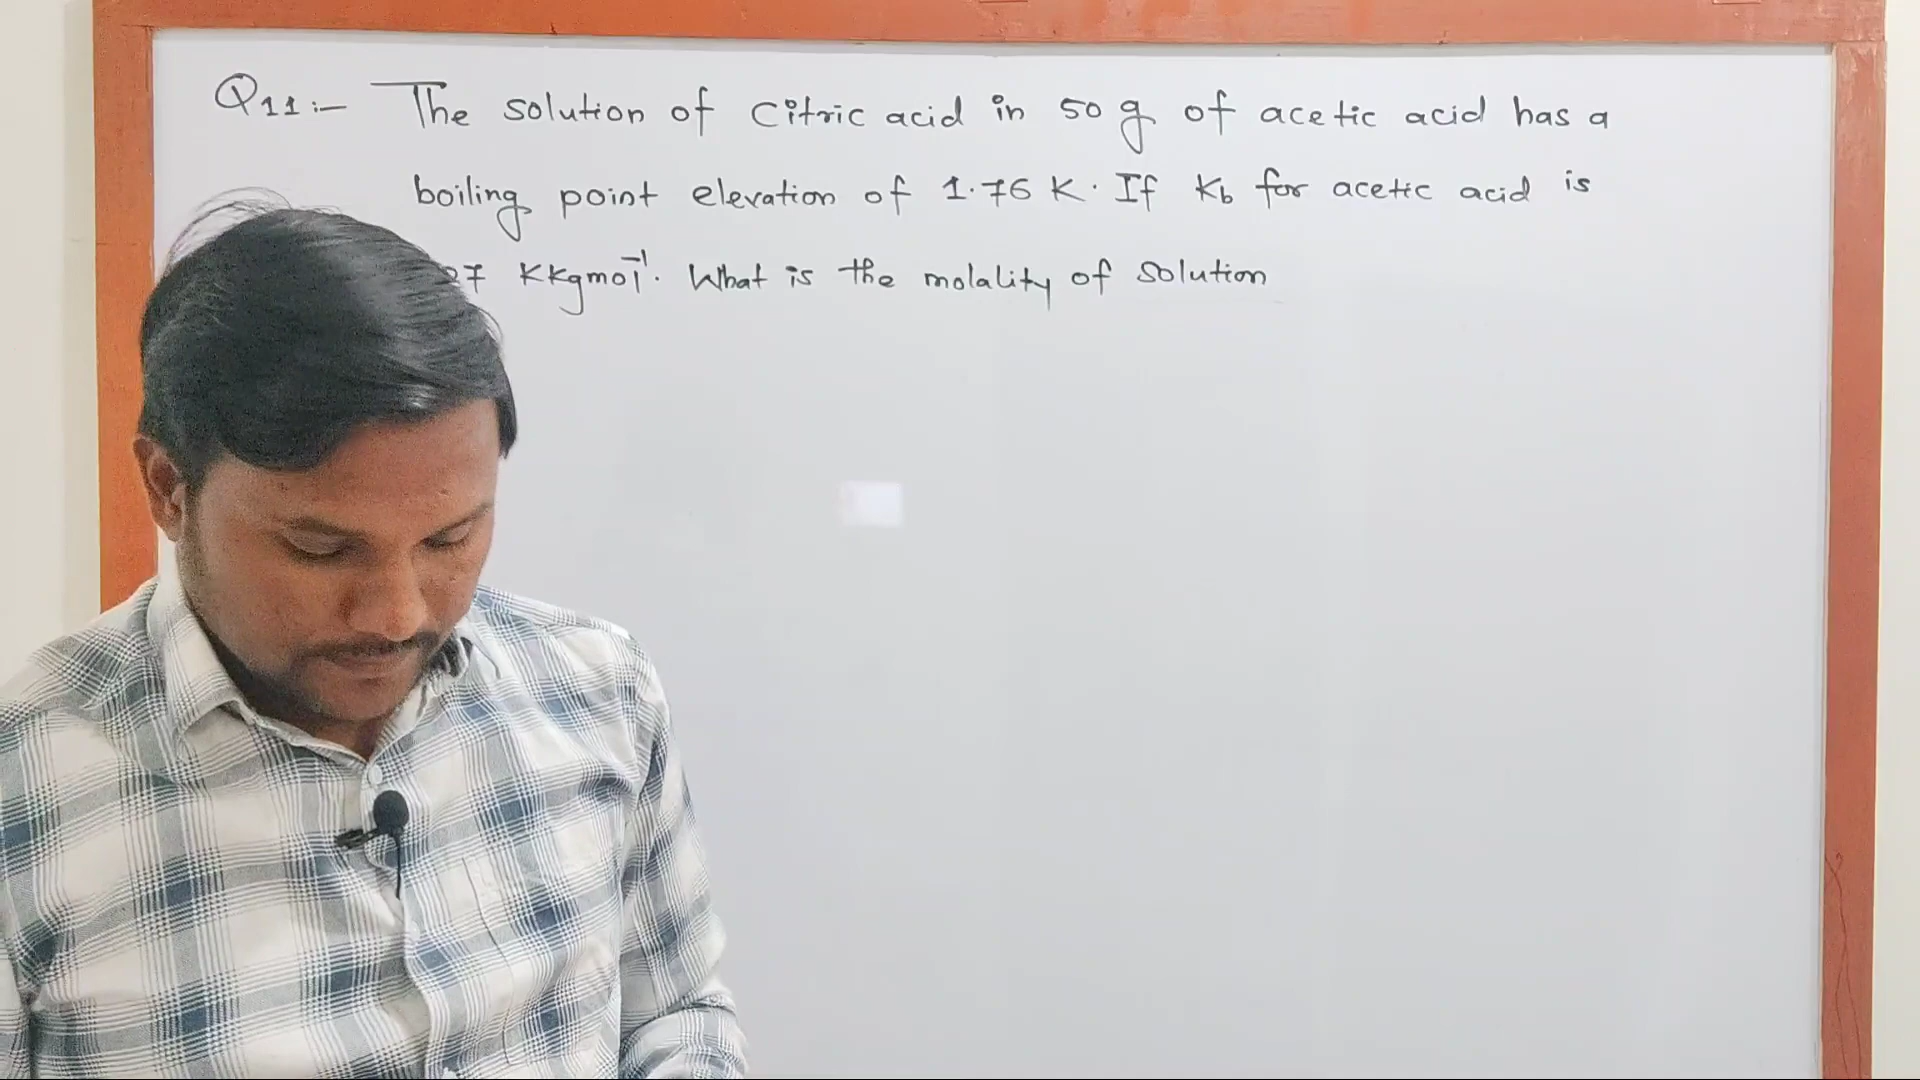 Q11:- The solution of Citric acid in 50 g of acetic acid has a
boiling point elevation of 1.76 K. If Kb for acetic acid is
7 KKgmol⁻¹. What is the molality of solution